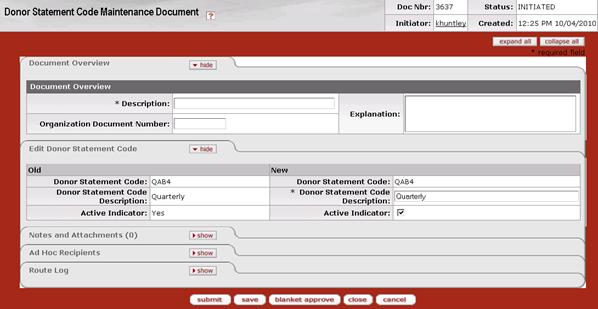 Donor Statement Code Maintenance Document ?
Doc Nbr: 3637 Status: INITIATED
Initiator: khuntley Created: 12:25 PM 10/04/2010
expand all collapse all
* required field
Document Overview hide
Document Overview
* Description: Explanation:
Organization Document Number:
Edit Donor Statement Code hide
Old New
Donor Statement Code: QAB4 Donor Statement Code: QAB4
Donor Statement Code Description: Quarterly * Donor Statement Code Description: Quarterly
Active Indicator: Yes Active Indicator:
Notes and Attachments (0) show
Ad Hoc Recipients show
Route Log show
submit save blanket approve close cancel